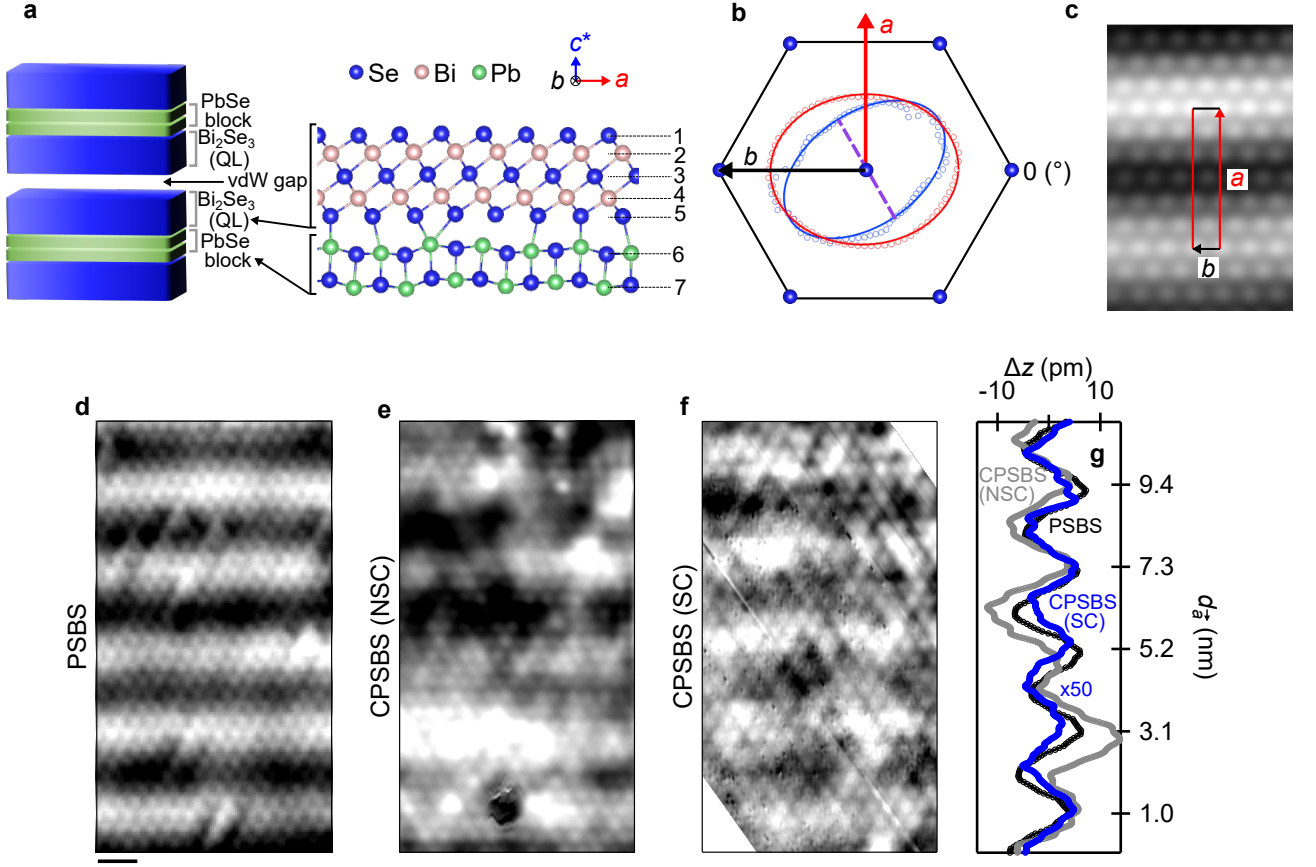 a
PbSe
block
Bi₂Se₃
(QL)
vdW gap
Bi₂Se₃
(QL)
PbSe
block
Se Bi Pb
c*
b a
1
2
3
4
5
6
7
b
a
b
0 (°)
c
a
b
d
PSBS
e
CPSBS (NSC)
f
CPSBS (SC)
Δz (pm)
-10 10
g
CPSBS
(NSC)
PSBS
CPSBS
(SC)
x50
9.4
7.3
5.2
3.1
1.0
d_a⃗ (nm)